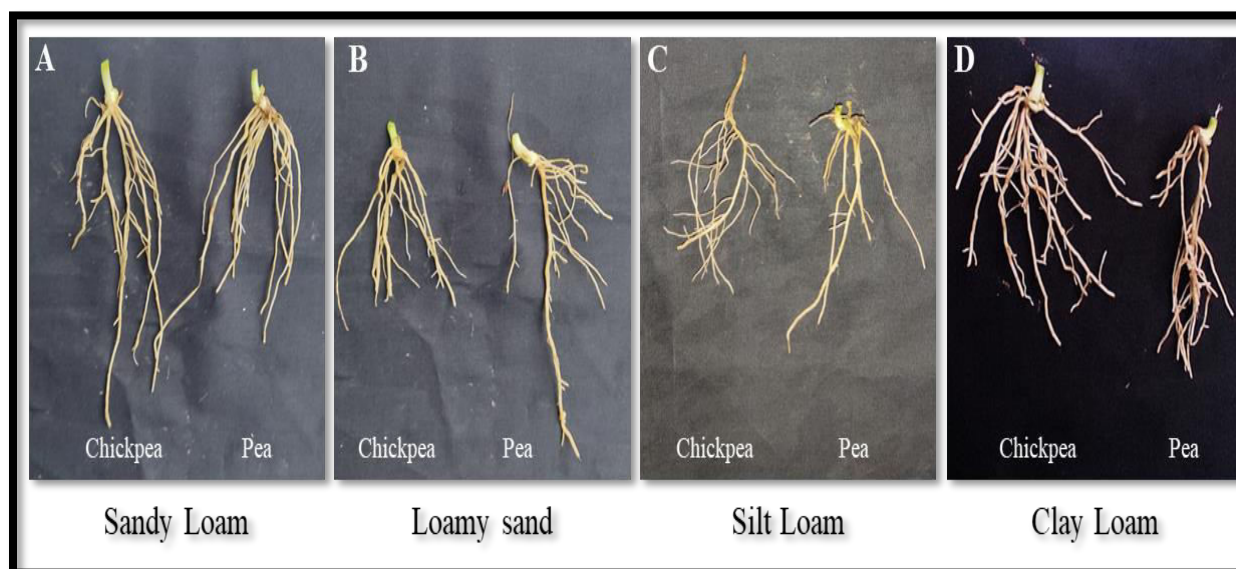 A
B
C
D
Chickpea Pea
Chickpea Pea
Chickpea Pea
Chickpea Pea
Sandy Loam
Loamy sand
Silt Loam
Clay Loam